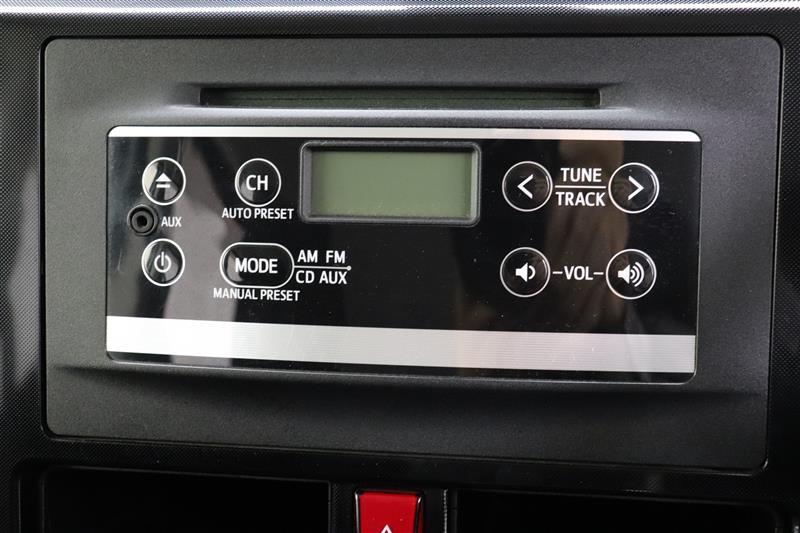 CH
AUTO PRESET
AUX
MODE
AM FM
CD AUX
MANUAL PRESET
TUNE
TRACK
-VOL-